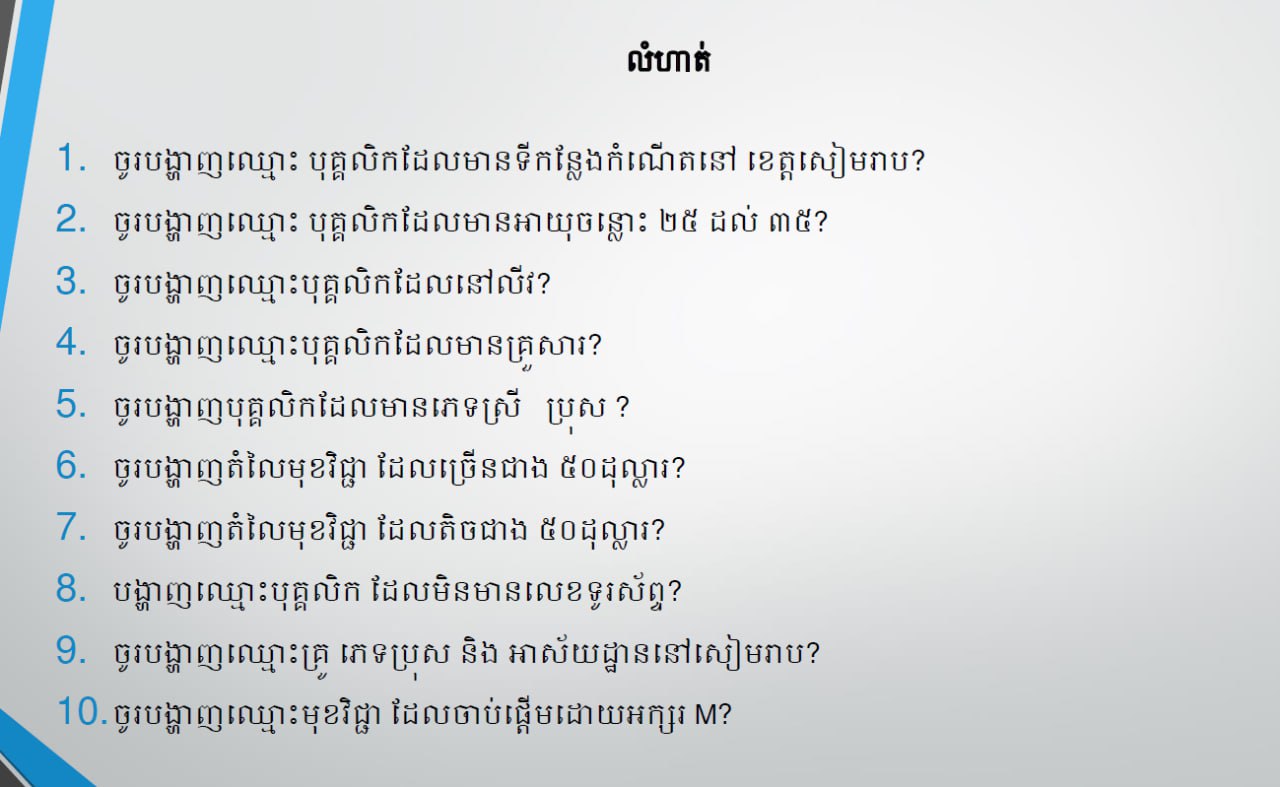 លំហាត់
1. ចូរបង្ហាញឈ្មោះ បុគ្គលិកដែលមានទីកន្លែងកំណើតនៅ ខេត្តសៀមរាប?
2. ចូរបង្ហាញឈ្មោះ បុគ្គលិកដែលមានអាយុចន្លោះ ២៥ ដល់ ៣៥?
3. ចូរបង្ហាញឈ្មោះបុគ្គលិកដែលនៅលីវ?
4. ចូរបង្ហាញឈ្មោះបុគ្គលិកដែលមានគ្រួសារ?
5. ចូរបង្ហាញបុគ្គលិកដែលមានភេទស្រី ប្រុស ?
6. ចូរបង្ហាញតំលៃមុខវិជ្ជា ដែលច្រើនជាង ៥០ដុល្លារ?
7. ចូរបង្ហាញតំលៃមុខវិជ្ជា ដែលតិចជាង ៥០ដុល្លារ?
8. បង្ហាញឈ្មោះបុគ្គលិក ដែលមិនមានលេខទូរស័ព្ទ?
9. ចូរបង្ហាញឈ្មោះគ្រូ ភេទប្រុស និង អាស័យដ្ឋាននៅសៀមរាប?
10. ចូរបង្ហាញឈ្មោះមុខវិជ្ជា ដែលចាប់ផ្តើមដោយអក្សរ M?